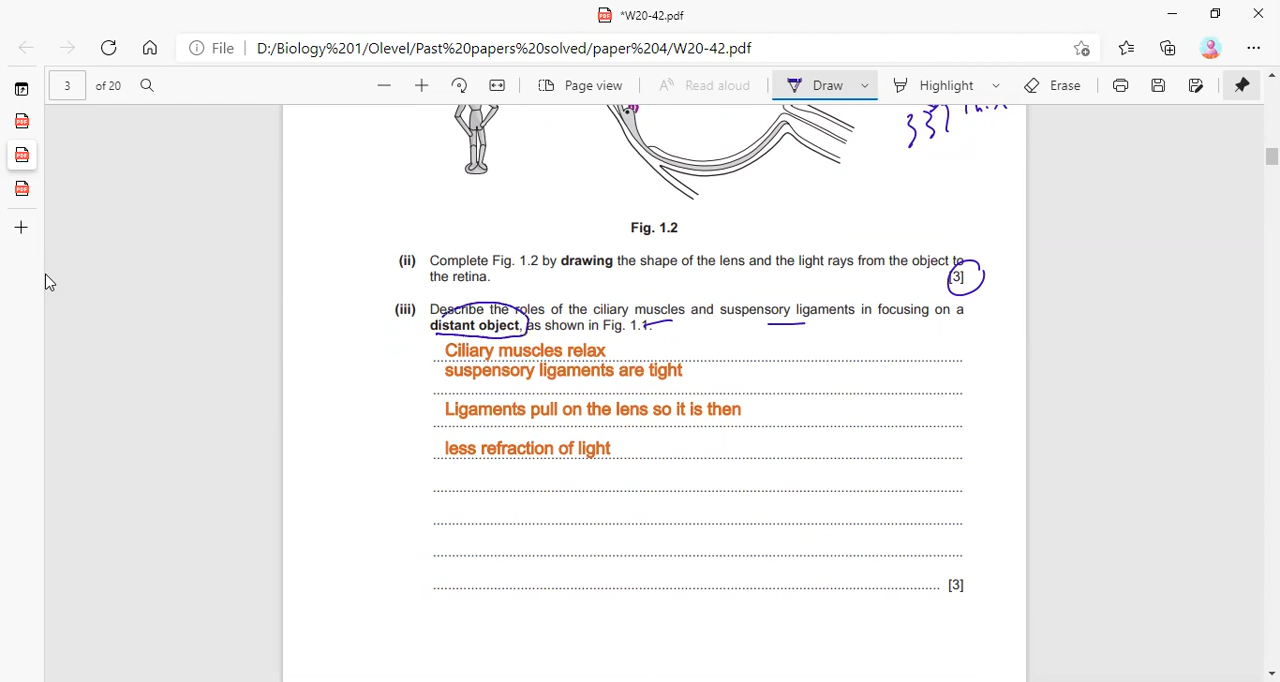 *W20-42.pdf
File D:/Biology%201/Olevel/Past%20papers%20solved/paper%204/W20-42.pdf
3 of 20 Page view Read aloud Draw Highlight Erase
Fig. 1.2
(ii) Complete Fig. 1.2 by drawing the shape of the lens and the light rays from the object to
the retina. [3]
(iii) Describe the roles of the ciliary muscles and suspensory ligaments in focusing on a
distant object, as shown in Fig. 1.1.
Ciliary muscles relax
suspensory ligaments are tight
Ligaments pull on the lens so it is then
less refraction of light
[3]